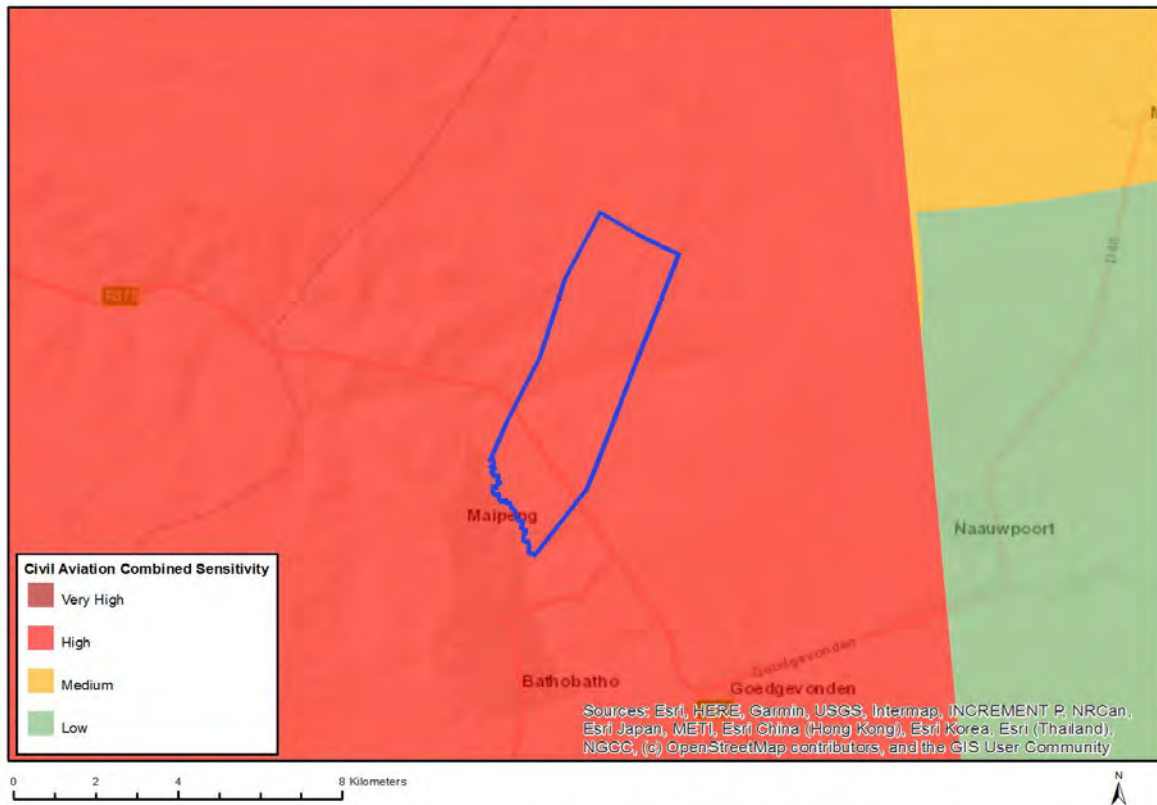 M
D48
Maipeng
Naauwpoort
Bathobatho
Goedgevonden
Goedgevonden
Civil Aviation Combined Sensitivity
Very High
High
Medium
Low
Sources: Esri, HERE, Garmin, USGS, Intermap, INCREMENT P, NRCan,
Esri Japan, METI, Esri China (Hong Kong), Esri Korea, Esri (Thailand),
NGCC, (c) OpenStreetMap contributors, and the GIS User Community
0 2 4 8 Kilometers
N